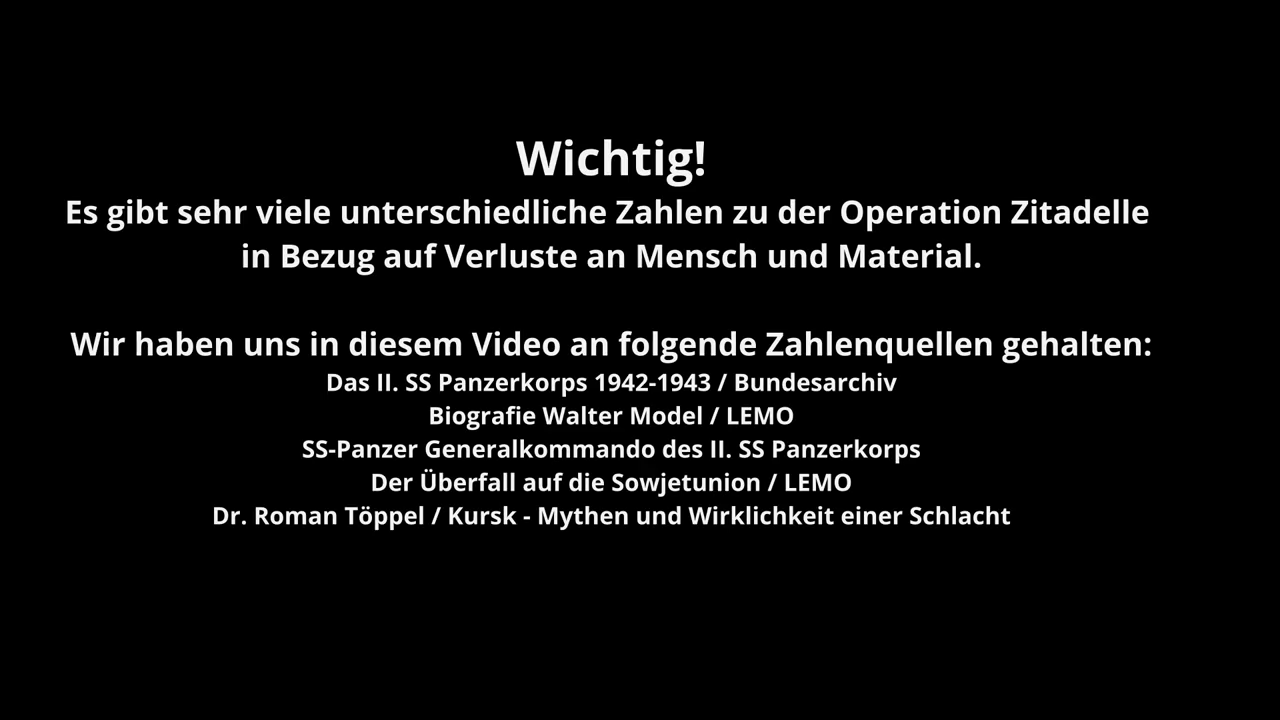 Wichtig!
Es gibt sehr viele unterschiedliche Zahlen zu der Operation Zitadelle
in Bezug auf Verluste an Mensch und Material.
Wir haben uns in diesem Video an folgende Zahlenquellen gehalten:
Das II. SS Panzerkorps 1942-1943 / Bundesarchiv
Biografie Walter Model / LEMO
SS-Panzer Generalkommando des II. SS Panzerkorps
Der Überfall auf die Sowjetunion / LEMO
Dr. Roman Töppel / Kursk - Mythen und Wirklichkeit einer Schlacht